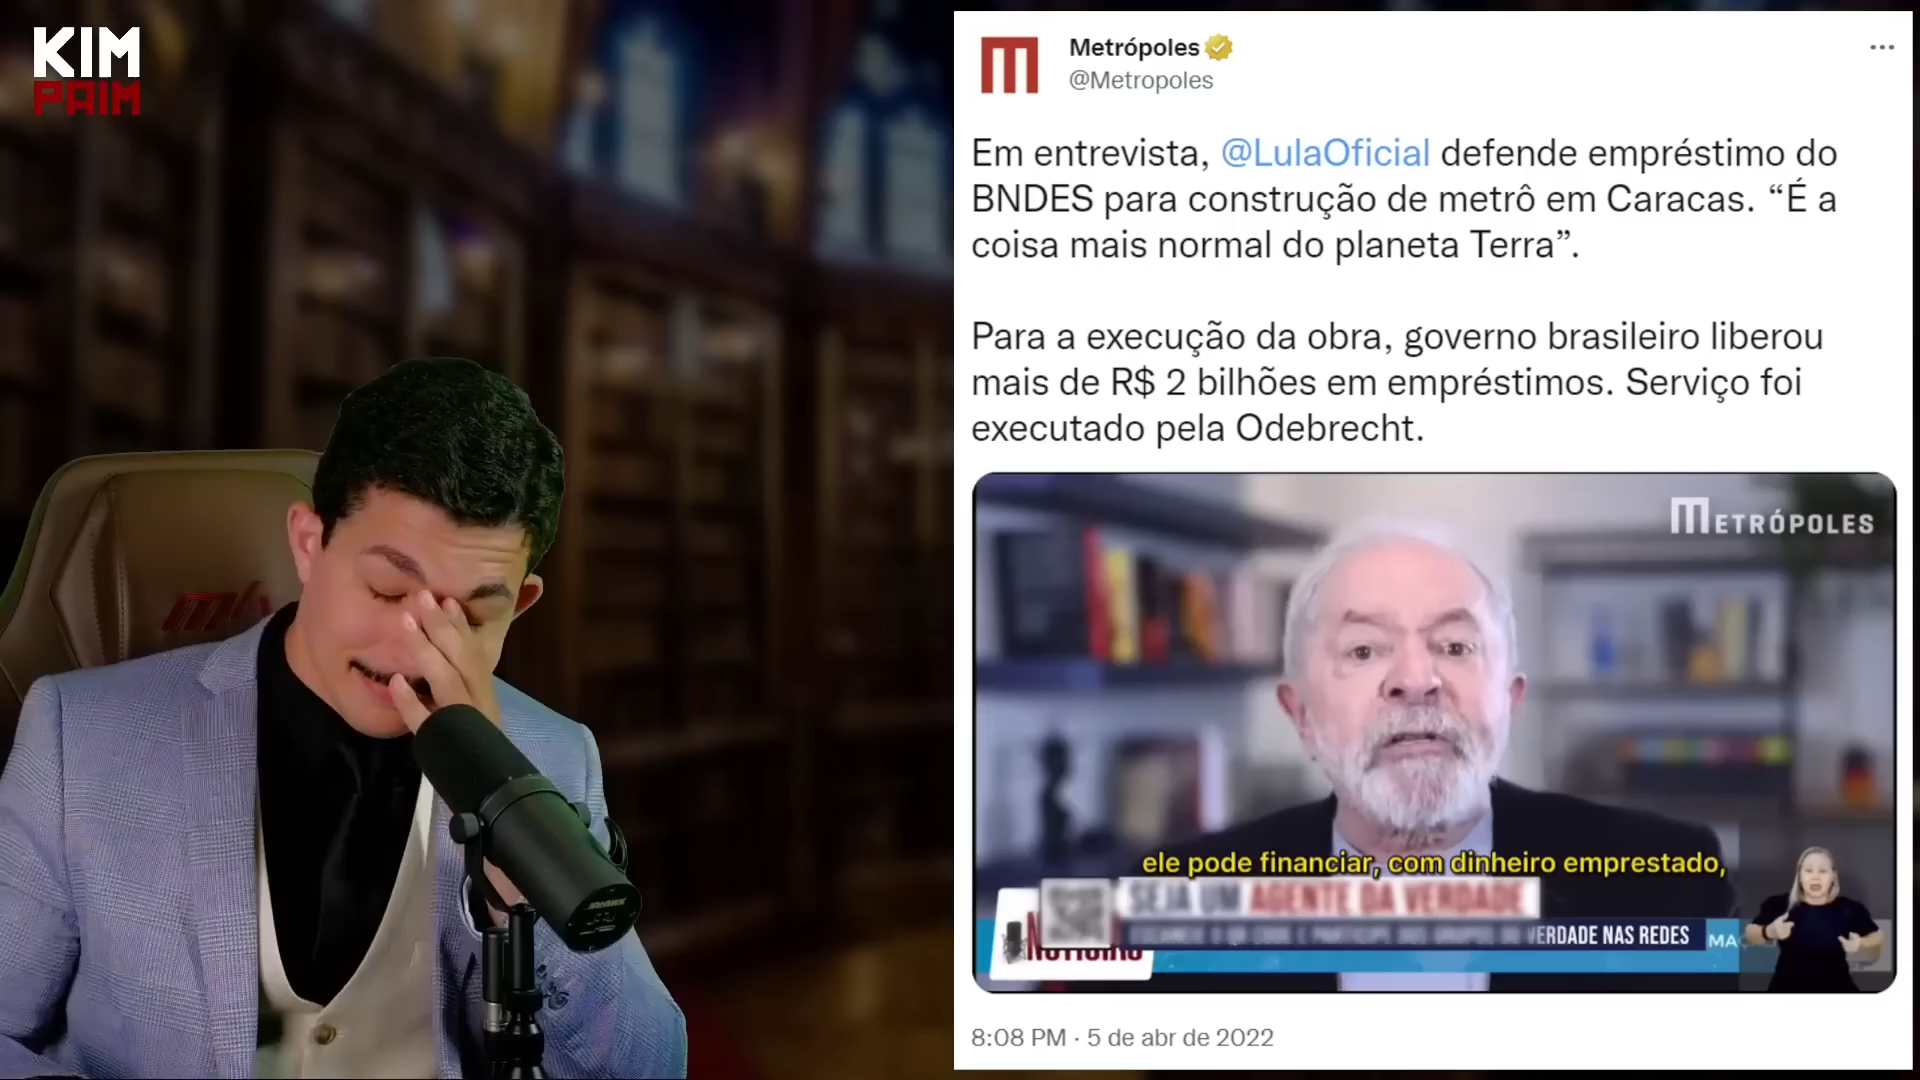 KIM
PAIM
Metrópoles
@Metropoles
Em entrevista, @LulaOficial defende empréstimo do
BNDES para construção de metrô em Caracas. “É a
coisa mais normal do planeta Terra”.
Para a execução da obra, governo brasileiro liberou
mais de R$ 2 bilhões em empréstimos. Serviço foi
executado pela Odebrecht.
METRÓPOLES
ele pode financiar, com dinheiro emprestado,
SEJA UM AGENTE DA VERDADE
VERDADE NAS REDES
MA
NOTÍCIAS
8:08 PM · 5 de abr de 2022